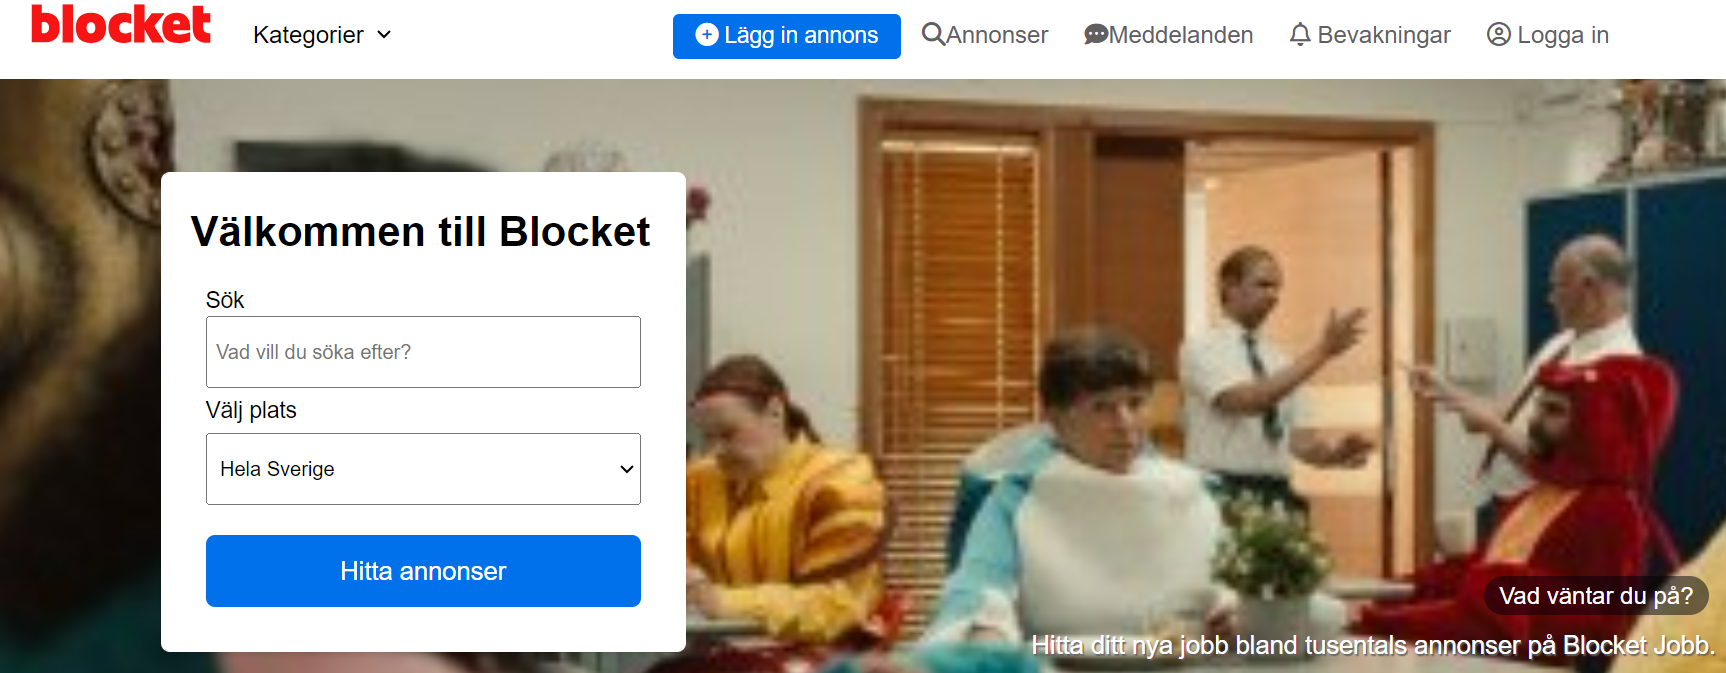 blocket
Kategorier
Lägg in annons
Annonser
Meddelanden
Bevakningar
Logga in
Välkommen till Blocket
Sök
Vad vill du söka efter?
Välj plats
Hela Sverige
Hitta annonser
Vad väntar du på?
Hitta ditt nya jobb bland tusentals annonser på Blocket Jobb.